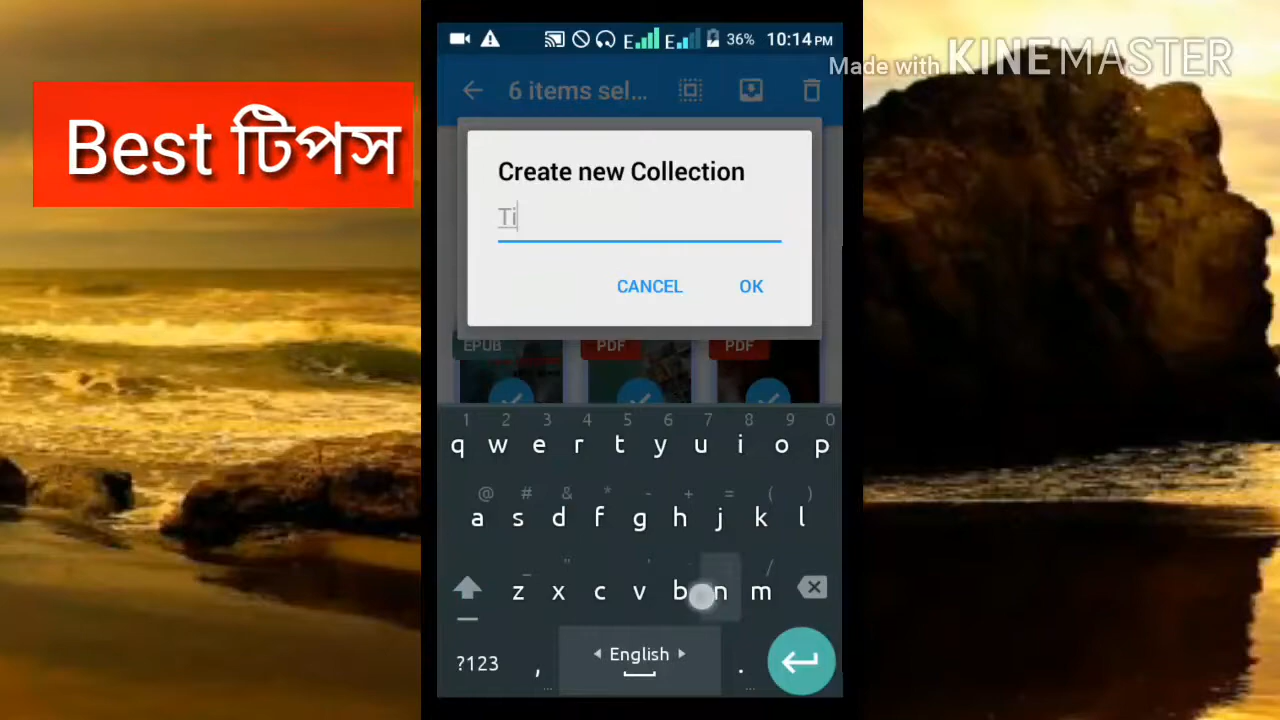 36% 10:14 PM
Made with KINEMASTER
6 items sel...
Best টিপস
Create new Collection
Ti
CANCEL OK
EPUB PDF PDF
1 2 3 4 5 6 7 8 9 0
q w e r t y u i o p
@ # & * - + = ( )
a s d f g h j k l
_ " ' /
z x c v b n m
?123 , English .